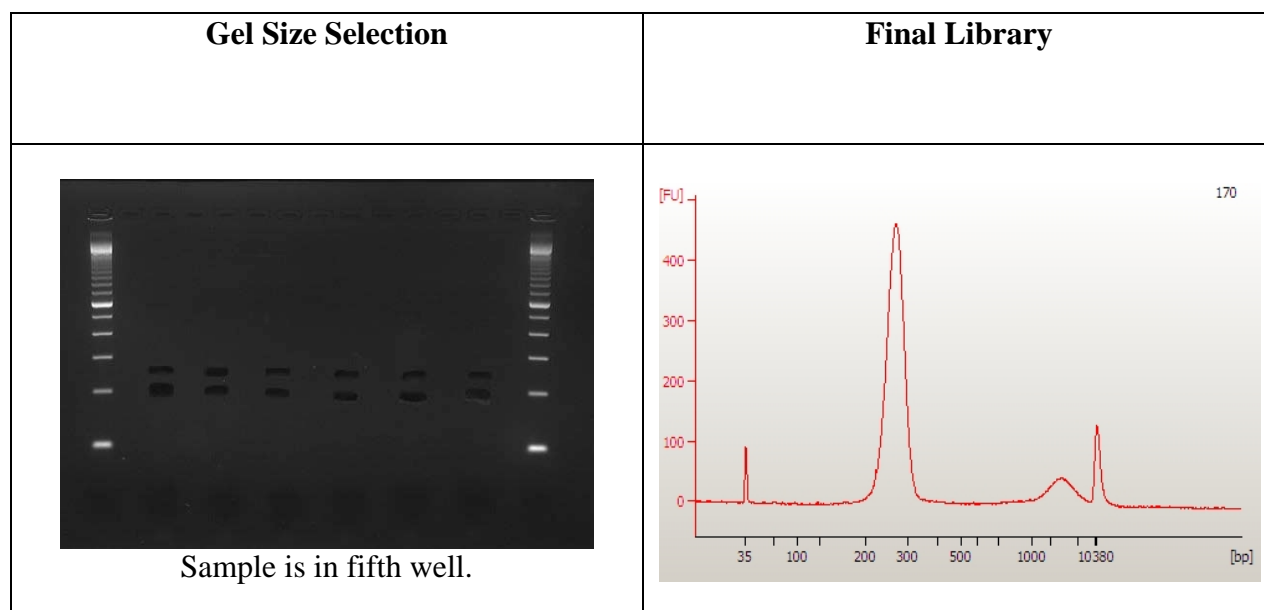 Gel Size Selection
Final Library
Sample is in fifth well.
[FU]
170
400
300
200
100
0
35 100 200 300 500 1000 10380 [bp]